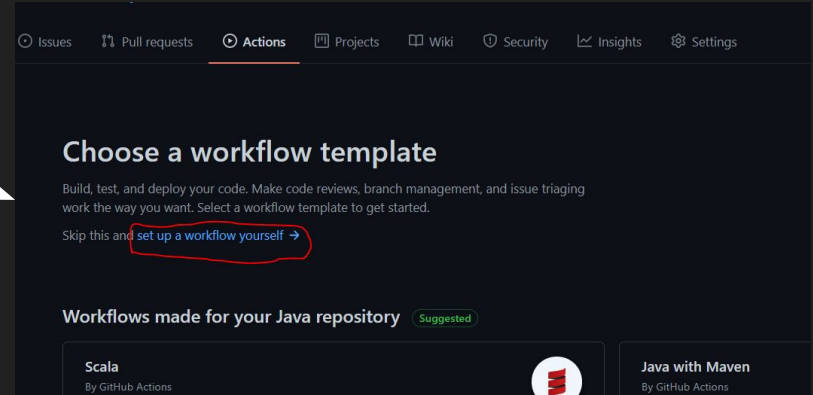 Issues Pull requests Actions Projects Wiki Security Insights Settings
Choose a workflow template
Build, test, and deploy your code. Make code reviews, branch management, and issue triaging
work the way you want. Select a workflow template to get started.
Skip this and set up a workflow yourself →
Workflows made for your Java repository Suggested
Scala
By GitHub Actions
Java with Maven
By GitHub Actions